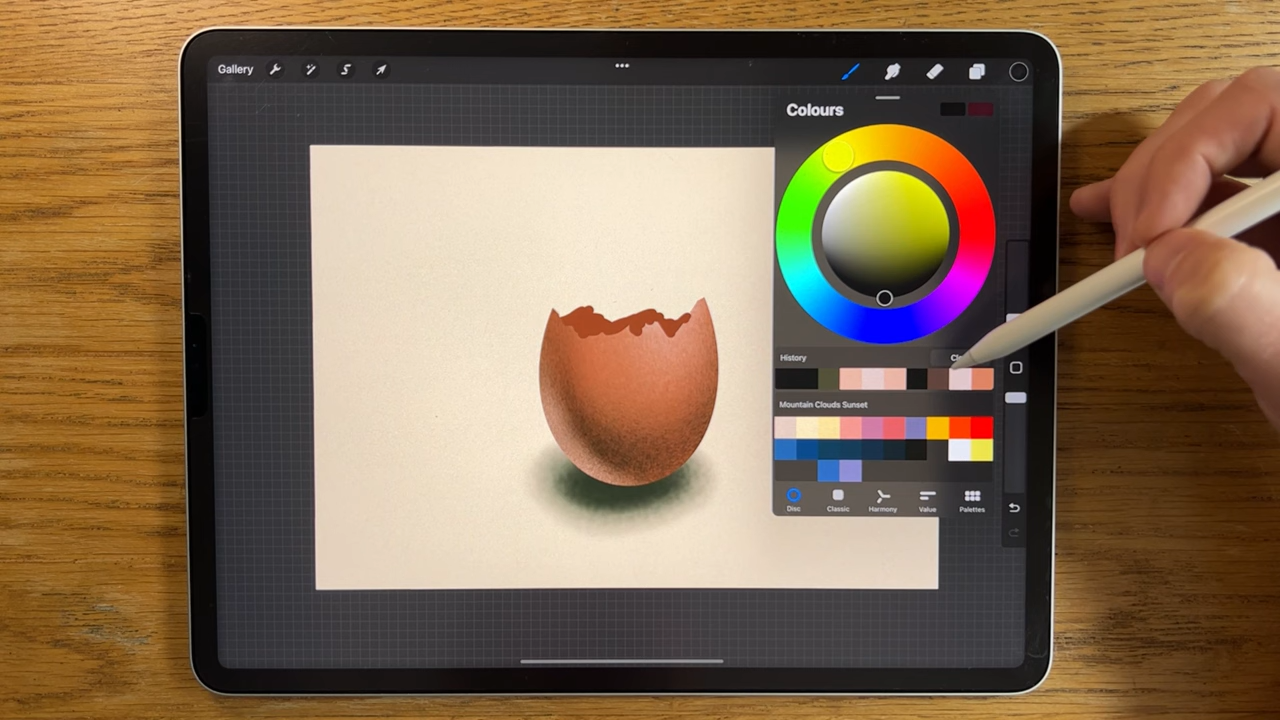 Gallery
Colours
History
Mountain Clouds Sunset
Disc
Classic
Harmony
Value
Palettes